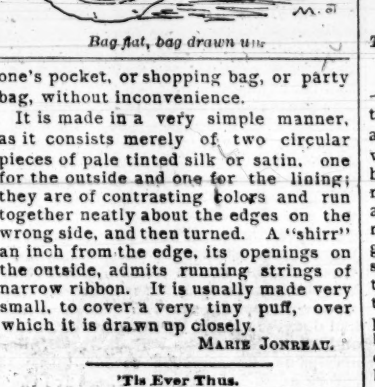 M. G
Bag flat, bag drawn up.
one's pocket, or shopping bag, or party
bag, without inconvenience.
It is made in a very simple manner,
as it consists merely of two circular
pieces of pale tinted silk or satin, one
for the outside and one for the lining;
they are of contrasting colors and run
together neatly about the edges on the
wrong side, and then turned. A "shirr"
an inch from the edge, its openings on
the outside, admits running strings of
narrow ribbon. It is usually made very
small, to cover a very tiny puff, over
which it is drawn up closely.
MARIE JONREAU.
'Tis Ever Thus.